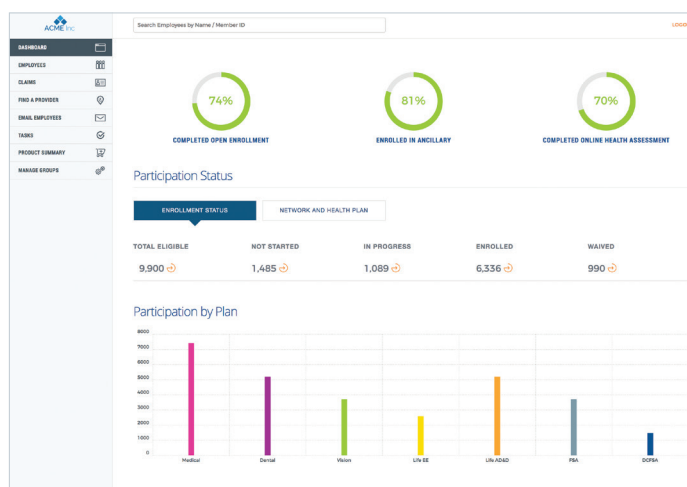 ACME Inc
Search Employees by Name / Member ID
DASHBOARD
EMPLOYEES
CLAIMS
FIND A PROVIDER
EMAIL EMPLOYEES
TASKS
PRODUCT SUMMARY
MANAGE GROUPS
74%
81%
70%
COMPLETED OPEN ENROLLMENT
ENROLLED IN ANCILLARY
COMPLETED ONLINE HEALTH ASSESSMENT
Participation Status
ENROLLMENT STATUS
NETWORK AND HEALTH PLAN
TOTAL ELIGIBLE NOT STARTED IN PROGRESS ENROLLED WAIVED
9,900 1,485 1,089 6,336 990
Participation by Plan
8000
7000
6000
5000
4000
3000
2000
1000
0
Medical Dental Vision Life EE Life AD&D FSA DCFSA